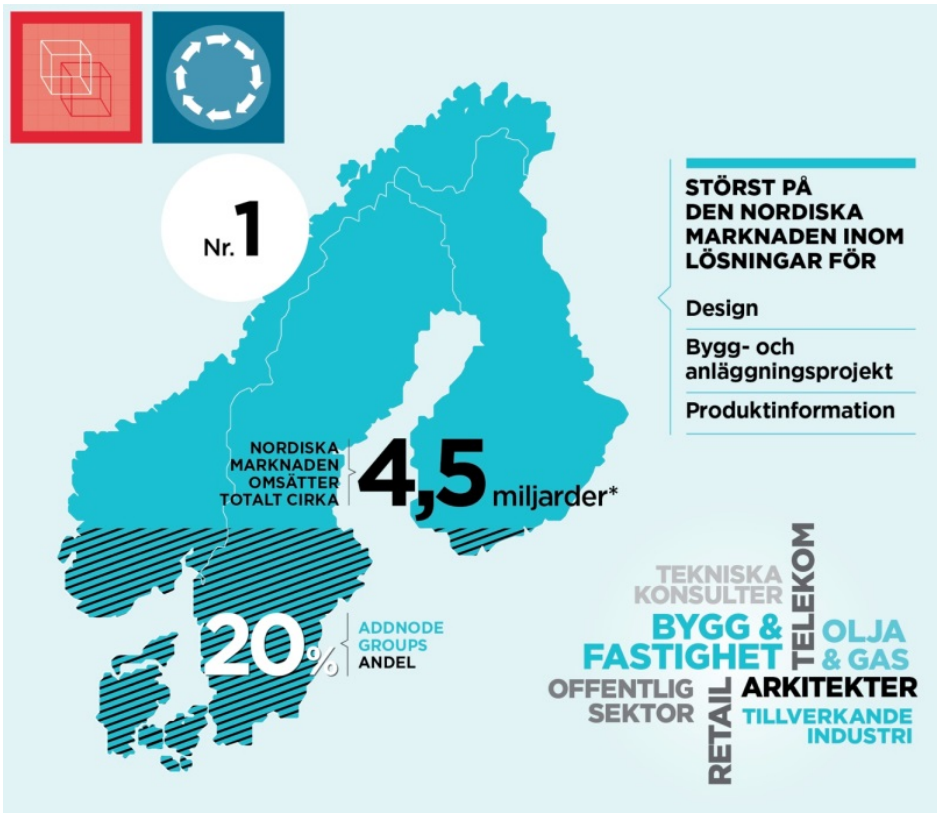 Nr. 1
STÖRST PÅ
DEN NORDISKA
MARKNADEN INOM
LÖSNINGAR FÖR
Design
Bygg- och
anläggningsprojekt
Produktinformation
NORDISKA
MARKNADEN
OMSÄTTER
TOTALT CIRKA
4,5 miljarder*
20%
ADDNODE
GROUPS
ANDEL
TEKNISKA
KONSULTER
TELEKOM
BYGG &
FASTIGHET
OLJA
& GAS
OFFENTLIG
SEKTOR
RETAIL
ARKITEKTER
TILLVERKANDE
INDUSTRI